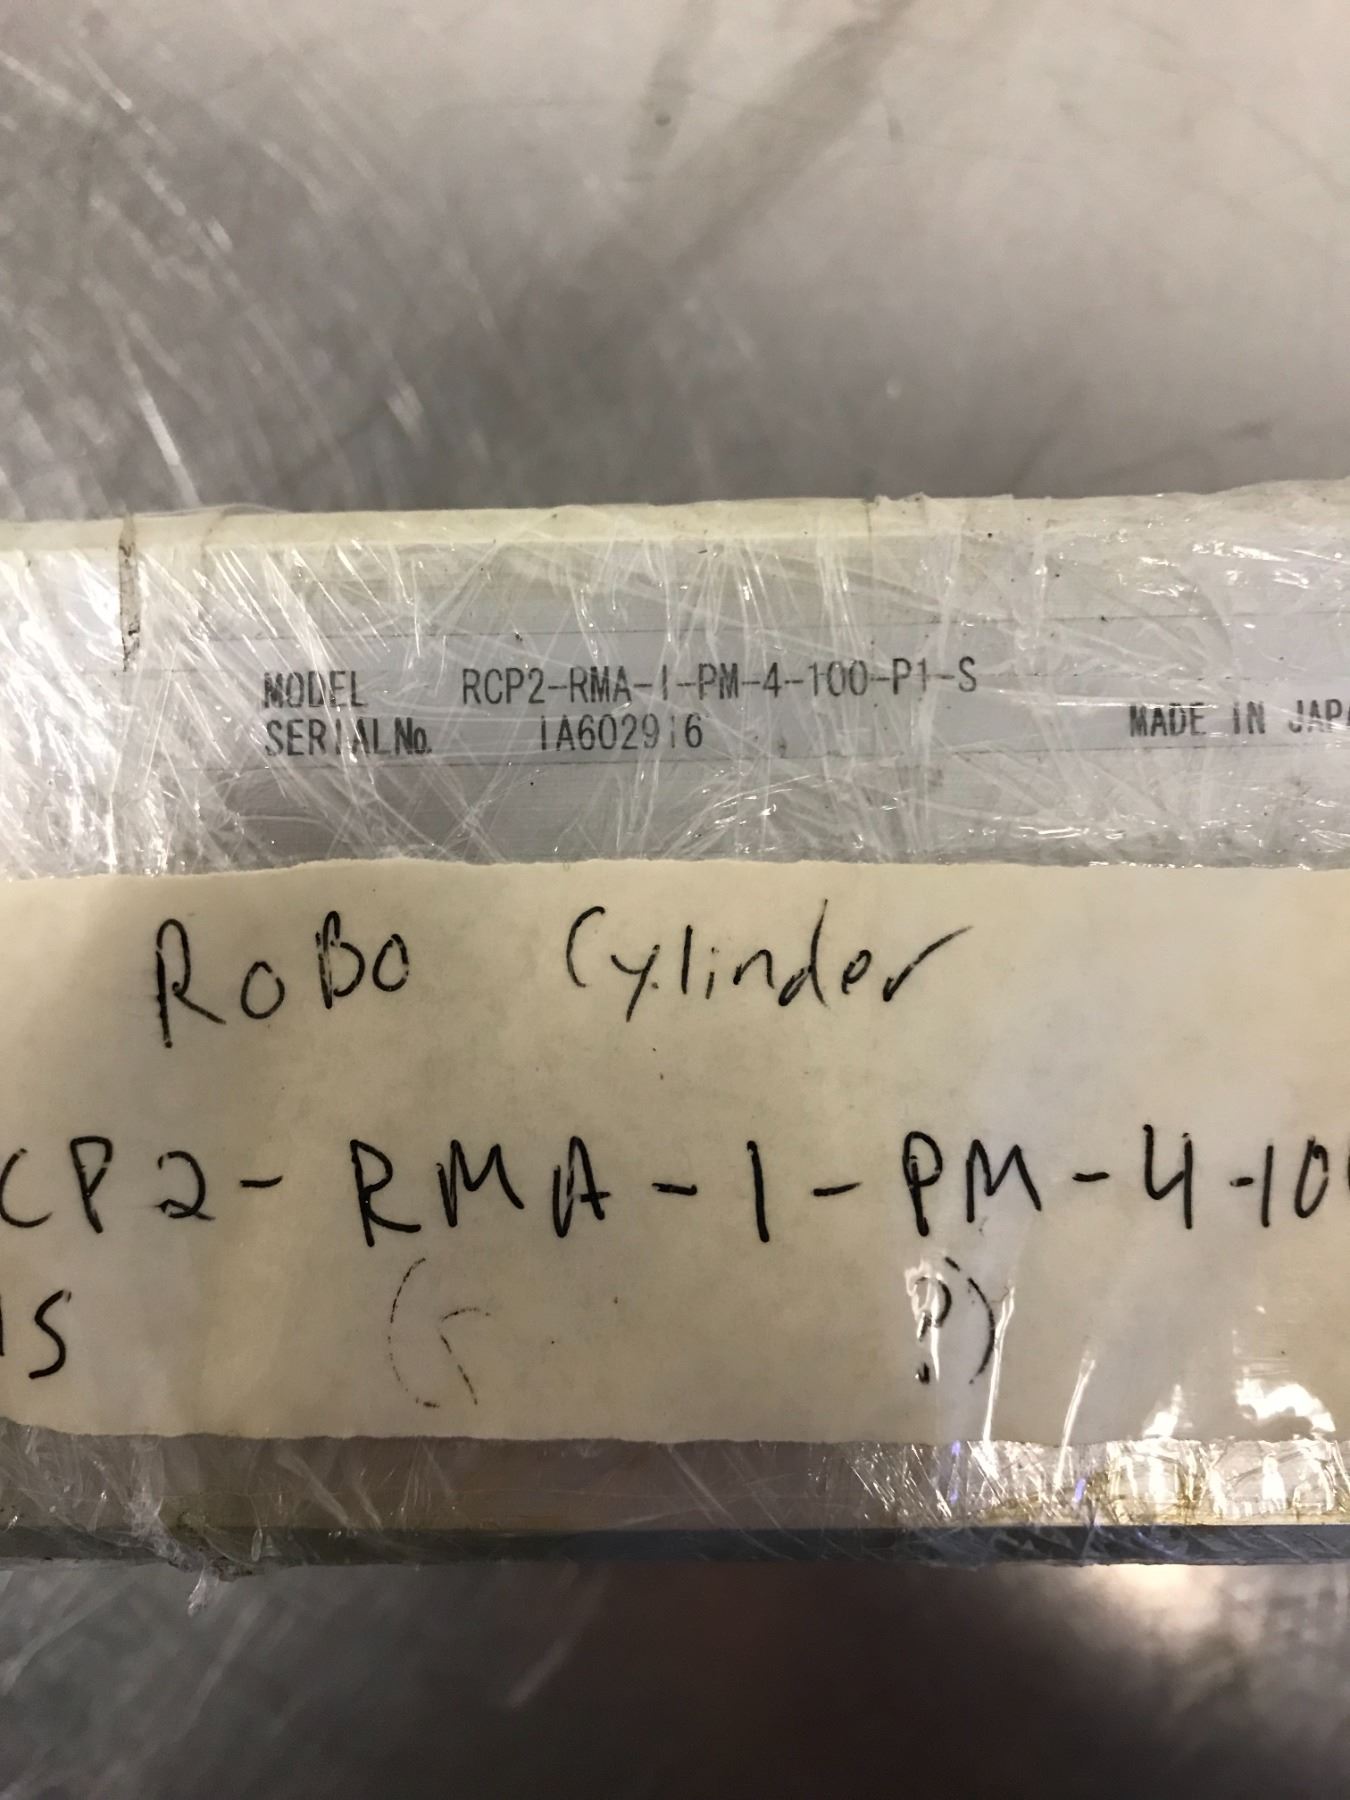 MODEL RCP2-RMA-I-PM-4-100-P1-S
SERIALNo. IA602916
MADE IN JAPA
RoBo Cylinder
CP2-RMA-1-PM-4-10
IS
( ?)